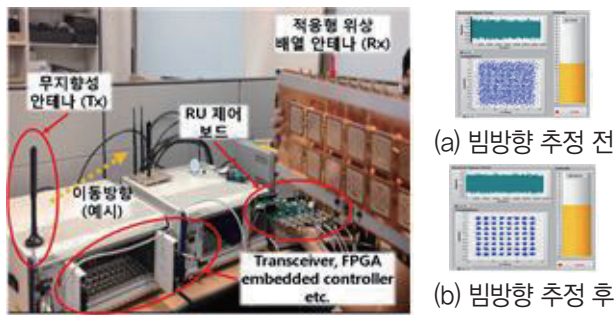 적응형 위상
배열 안테나 (Rx)
무지향성
안테나 (Tx)
RU 제어
보드
이동방향
(예시)
Transceiver, FPGA
embedded controller
etc.
(a) 빔방향 추정 전
(b) 빔방향 추정 후